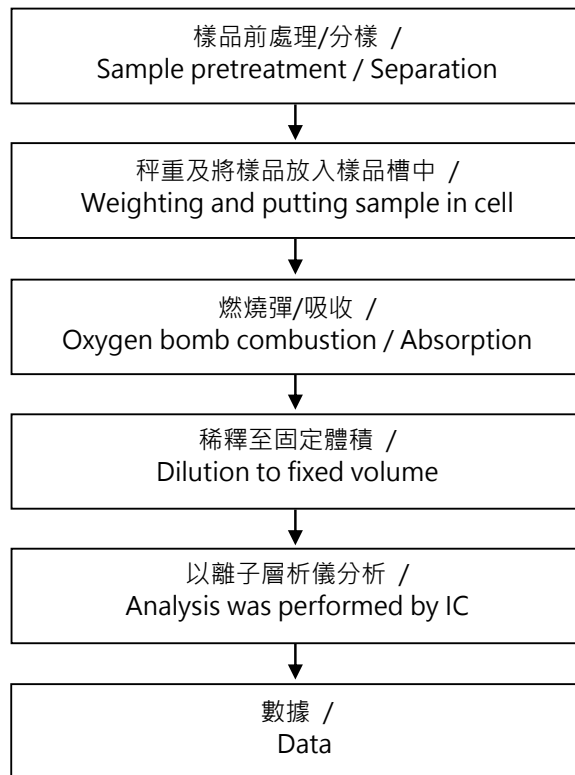 樣品前處理/分樣 /
Sample pretreatment / Separation
秤重及將樣品放入樣品槽中 /
Weighting and putting sample in cell
燃燒彈/吸收 /
Oxygen bomb combustion / Absorption
稀釋至固定體積 /
Dilution to fixed volume
以離子層析儀分析 /
Analysis was performed by IC
數據 /
Data